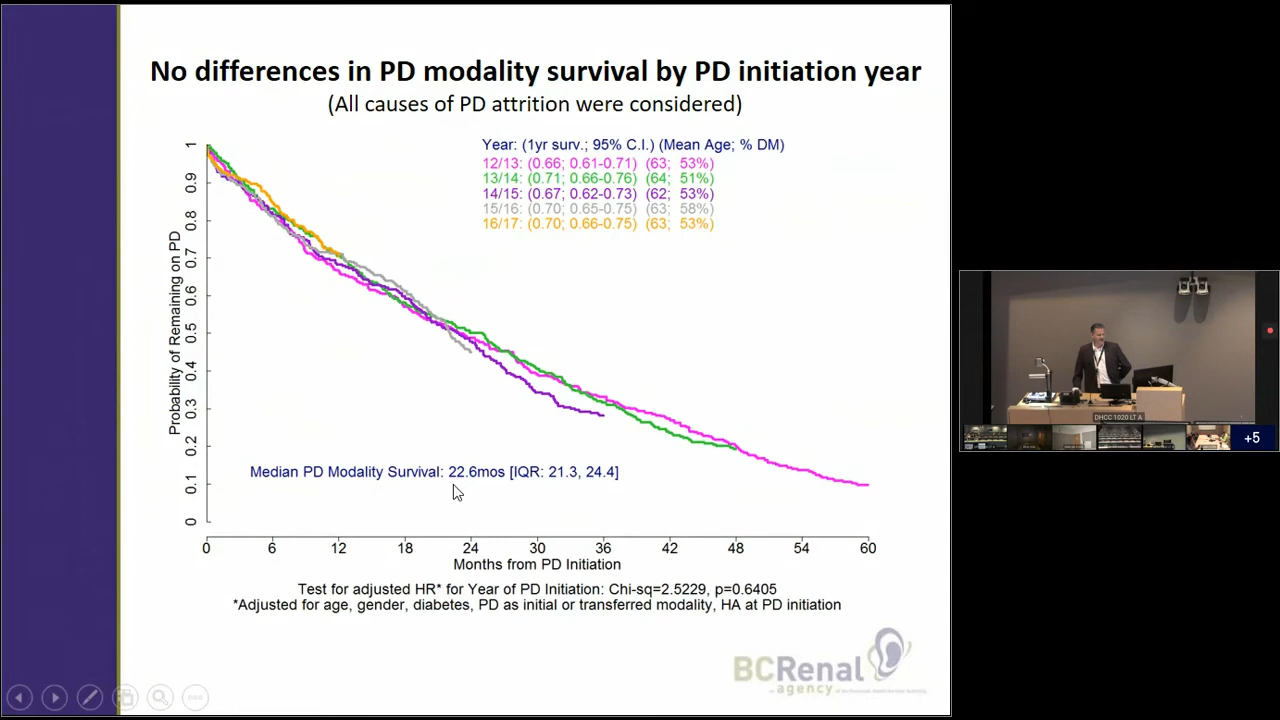 No differences in PD modality survival by PD initiation year
(All causes of PD attrition were considered)
Year: (1yr surv.; 95% C.I.) (Mean Age; % DM)
12/13: (0.66; 0.61-0.71) (63; 53%)
13/14: (0.71; 0.66-0.76) (64; 51%)
14/15: (0.67; 0.62-0.73) (62; 53%)
15/16: (0.70; 0.65-0.75) (63; 58%)
16/17: (0.70; 0.66-0.75) (63; 53%)
Probability of Remaining on PD
1
0.9
0.8
0.7
0.6
0.5
0.4
0.3
0.2
0.1
0
Median PD Modality Survival: 22.6mos [IQR: 21.3, 24.4]
0 6 12 18 24 30 36 42 48 54 60
Months from PD Initiation
Test for adjusted HR* for Year of PD Initiation: Chi-sq=2.5229, p=0.6405
*Adjusted for age, gender, diabetes, PD as initial or transferred modality, HA at PD initiation
BCRenal
agency
DHCC 1020 LT A
+5